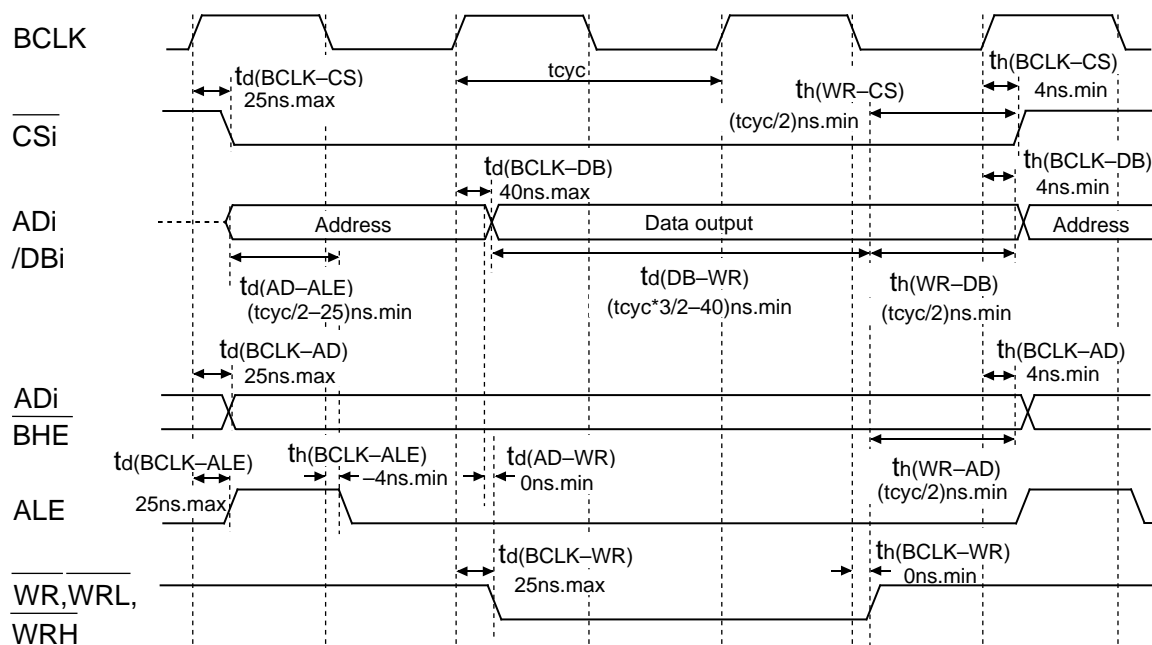 BCLK
td(BCLK–CS)
25ns.max
tcyc
th(BCLK–CS)
4ns.min
th(WR–CS)
(tcyc/2)ns.min
CSi
td(BCLK–DB)
40ns.max
th(BCLK–DB)
4ns.min
ADi
/DBi
Address
Data output
Address
td(AD–ALE)
(tcyc/2–25)ns.min
td(DB–WR)
(tcyc*3/2–40)ns.min
th(WR–DB)
(tcyc/2)ns.min
td(BCLK–AD)
25ns.max
th(BCLK–AD)
4ns.min
ADi
BHE
td(BCLK–ALE)
25ns.max
th(BCLK–ALE)
–4ns.min
td(AD–WR)
0ns.min
th(WR–AD)
(tcyc/2)ns.min
ALE
td(BCLK–WR)
25ns.max
th(BCLK–WR)
0ns.min
WR,WRL,
WRH